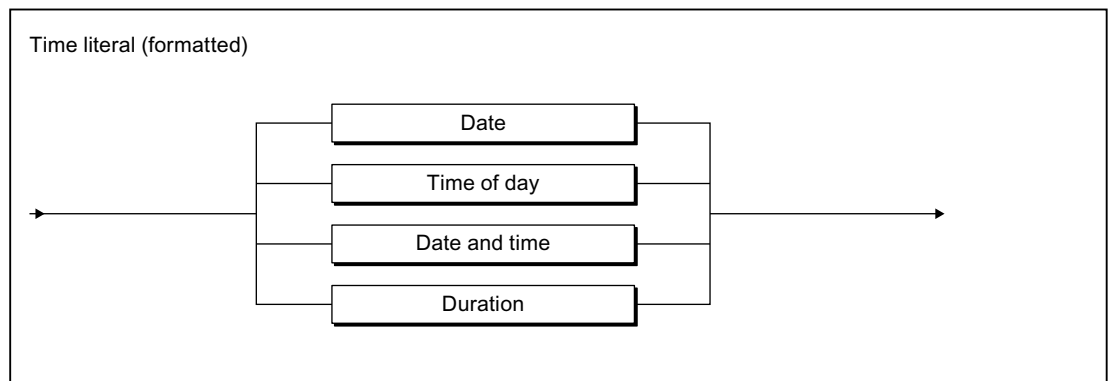 Time literal (formatted)
Date
Time of day
Date and time
Duration